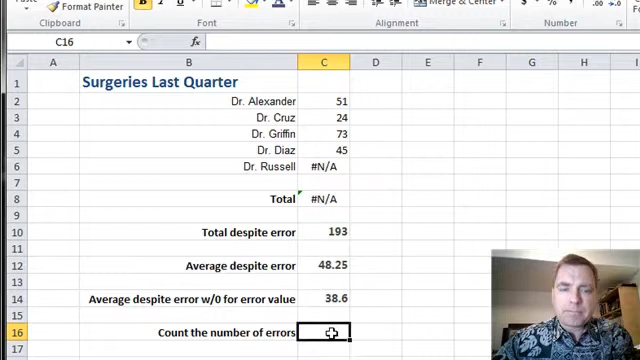 Format Painter
Font
Alignment
Number
Merge & Center
$
%
C16
fx
A B C D E F G H
1 Surgeries Last Quarter
2 Dr. Alexander 51
3 Dr. Cruz 24
4 Dr. Griffin 73
5 Dr. Diaz 45
6 Dr. Russell #N/A
7
8 Total #N/A
9
10 Total despite error 193
11
12 Average despite error 48.25
13
14 Average despite error w/0 for error value 38.6
15
16 Count the number of errors
17